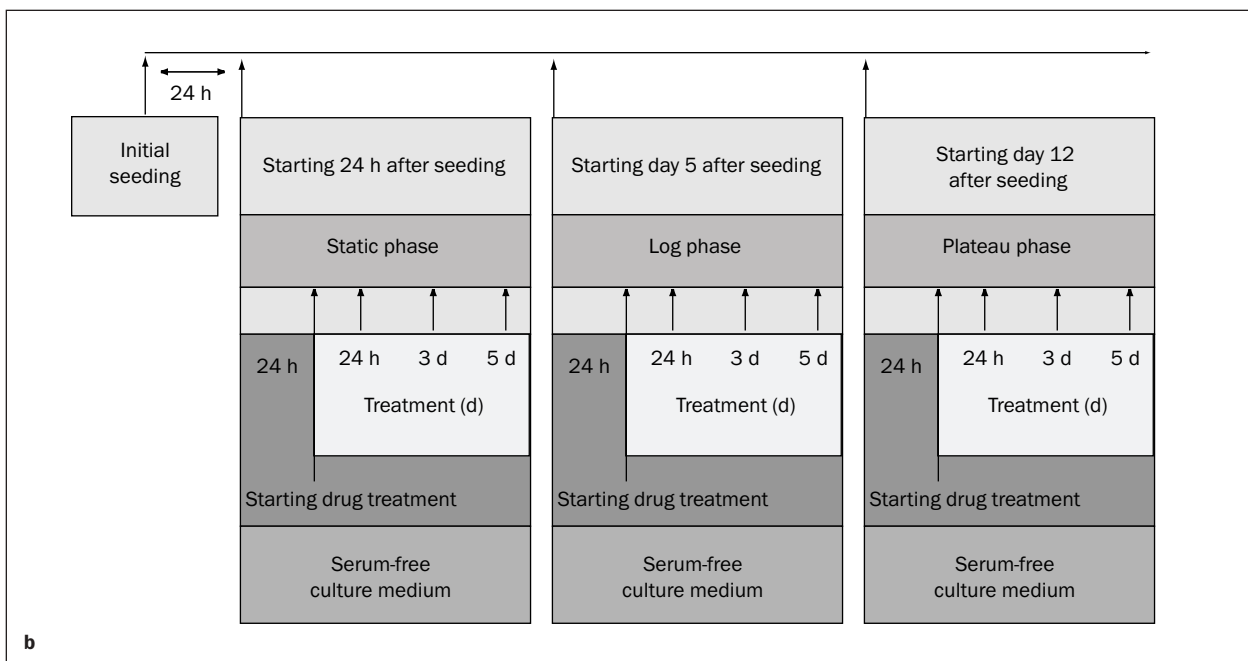 24 h
Initial
seeding
Starting 24 h after seeding
Starting day 5 after seeding
Starting day 12
after seeding
Static phase
Log phase
Plateau phase
24 h
24 h
3 d
5 d
Treatment (d)
Starting drug treatment
24 h
24 h
3 d
5 d
Treatment (d)
Starting drug treatment
24 h
24 h
3 d
5 d
Treatment (d)
Starting drug treatment
Serum-free
culture medium
Serum-free
culture medium
Serum-free
culture medium
b